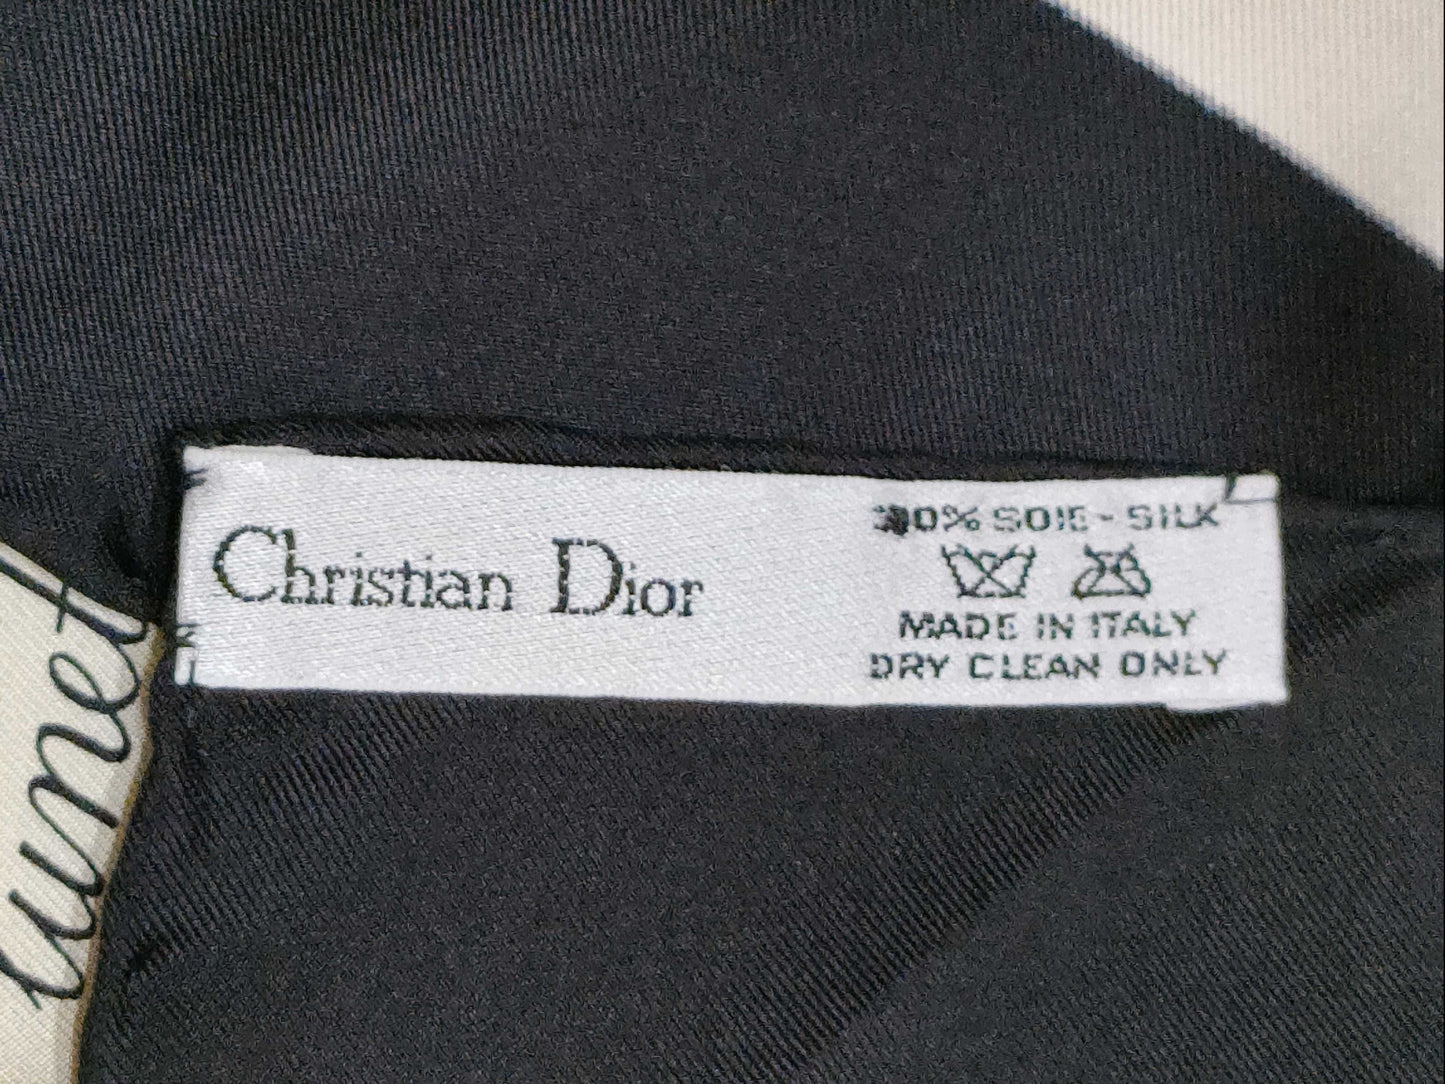 Christian Dior
% SOIE - SILK
MADE IN ITALY
DRY CLEAN ONLY